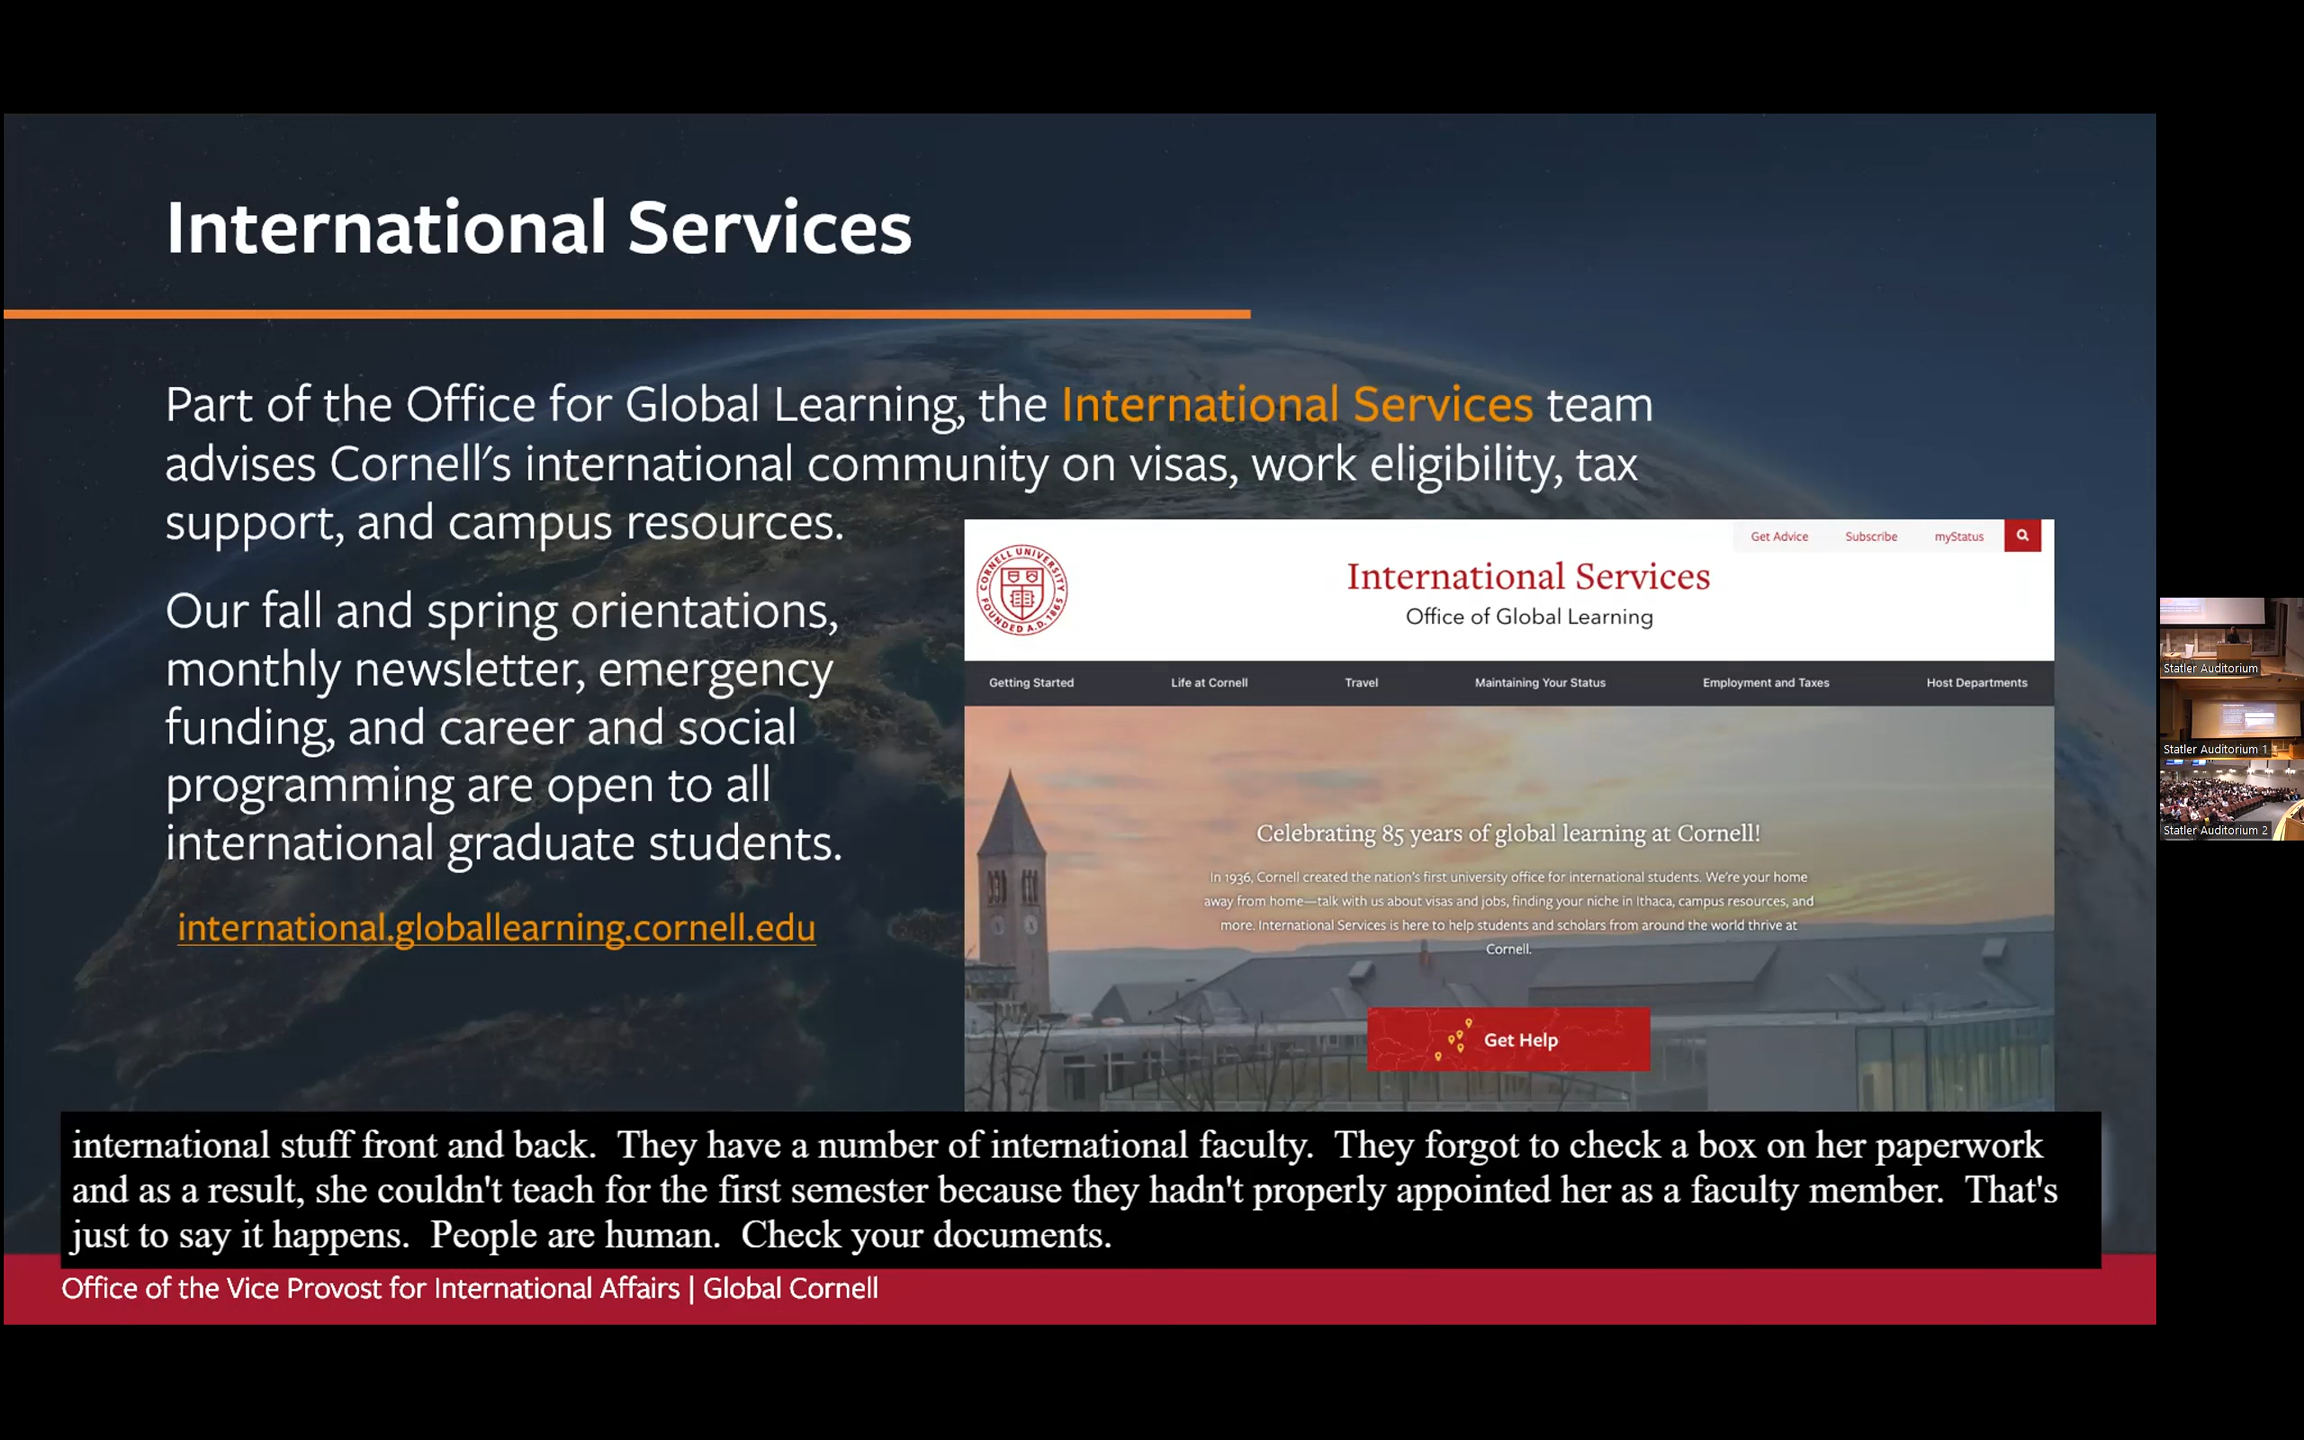 International Services
Part of the Office for Global Learning, the International Services team
advises Cornell's international community on visas, work eligibility, tax
support, and campus resources.
Our fall and spring orientations,
monthly newsletter, emergency
funding, and career and social
programming are open to all
international graduate students.
international.globallearning.cornell.edu
Get Advice Subscribe myStatus
CORNELL UNIVERSITY
FOUNDED A.D. 1865
International Services
Office of Global Learning
Getting Started Life at Cornell Travel Maintaining Your Status Employment and Taxes Host Departments
Celebrating 85 years of global learning at Cornell!
In 1936, Cornell created the nation's first university office for international students. We're your home
away from home—talk with us about visas and jobs, finding your niche in Ithaca, campus resources, and
more. International Services is here to help students and scholars from around the world thrive at
Cornell.
Get Help
international stuff front and back.  They have a number of international faculty.  They forgot to check a box on her paperwork
and as a result, she couldn't teach for the first semester because they hadn't properly appointed her as a faculty member.  That's
just to say it happens.  People are human.  Check your documents.
Office of the Vice Provost for International Affairs | Global Cornell
Statler Auditorium
Statler Auditorium 1
Statler Auditorium 2